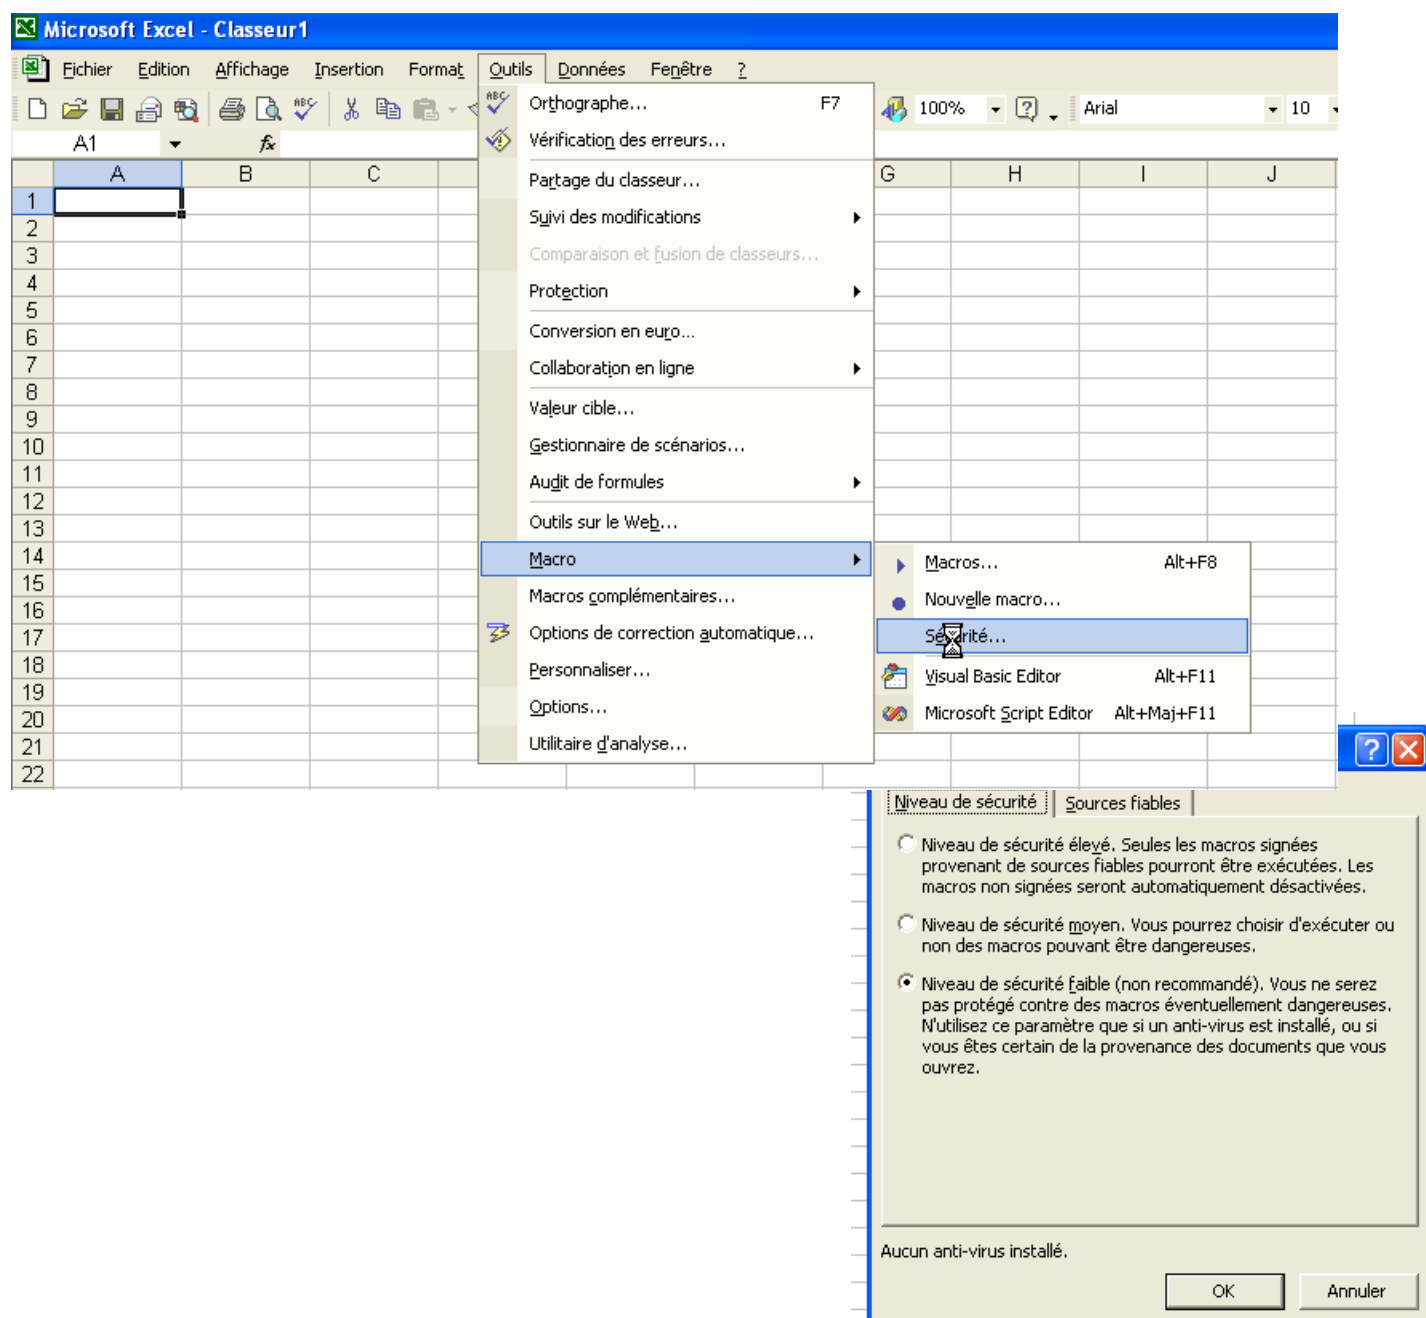 Microsoft Excel - Classeur1
Fichier Edition Affichage Insertion Format Outils Données Fenêtre ?
100% Arial 10
A1 fx
A B C G H I J
1
2
3
4
5
6
7
8
9
10
11
12
13
14
15
16
17
18
19
20
21
22
Orthographe... F7
Vérification des erreurs...
Partage du classeur...
Suivi des modifications
Comparaison et fusion de classeurs...
Protection
Conversion en euro...
Collaboration en ligne
Valeur cible...
Gestionnaire de scénarios...
Audit de formules
Outils sur le Web...
Macro
Macros complémentaires...
Options de correction automatique...
Personnaliser...
Options...
Utilitaire d'analyse...
Macros... Alt+F8
Nouvelle macro...
Sécurité...
Visual Basic Editor Alt+F11
Microsoft Script Editor Alt+Maj+F11
Niveau de sécurité Sources fiables
Niveau de sécurité élevé. Seules les macros signées
provenant de sources fiables pourront être exécutées. Les
macros non signées seront automatiquement désactivées.
Niveau de sécurité moyen. Vous pourrez choisir d'exécuter ou
non des macros pouvant être dangereuses.
Niveau de sécurité faible (non recommandé). Vous ne serez
pas protégé contre des macros éventuellement dangereuses.
N'utilisez ce paramètre que si un anti-virus est installé, ou si
vous êtes certain de la provenance des documents que vous
ouvrez.
Aucun anti-virus installé.
OK Annuler